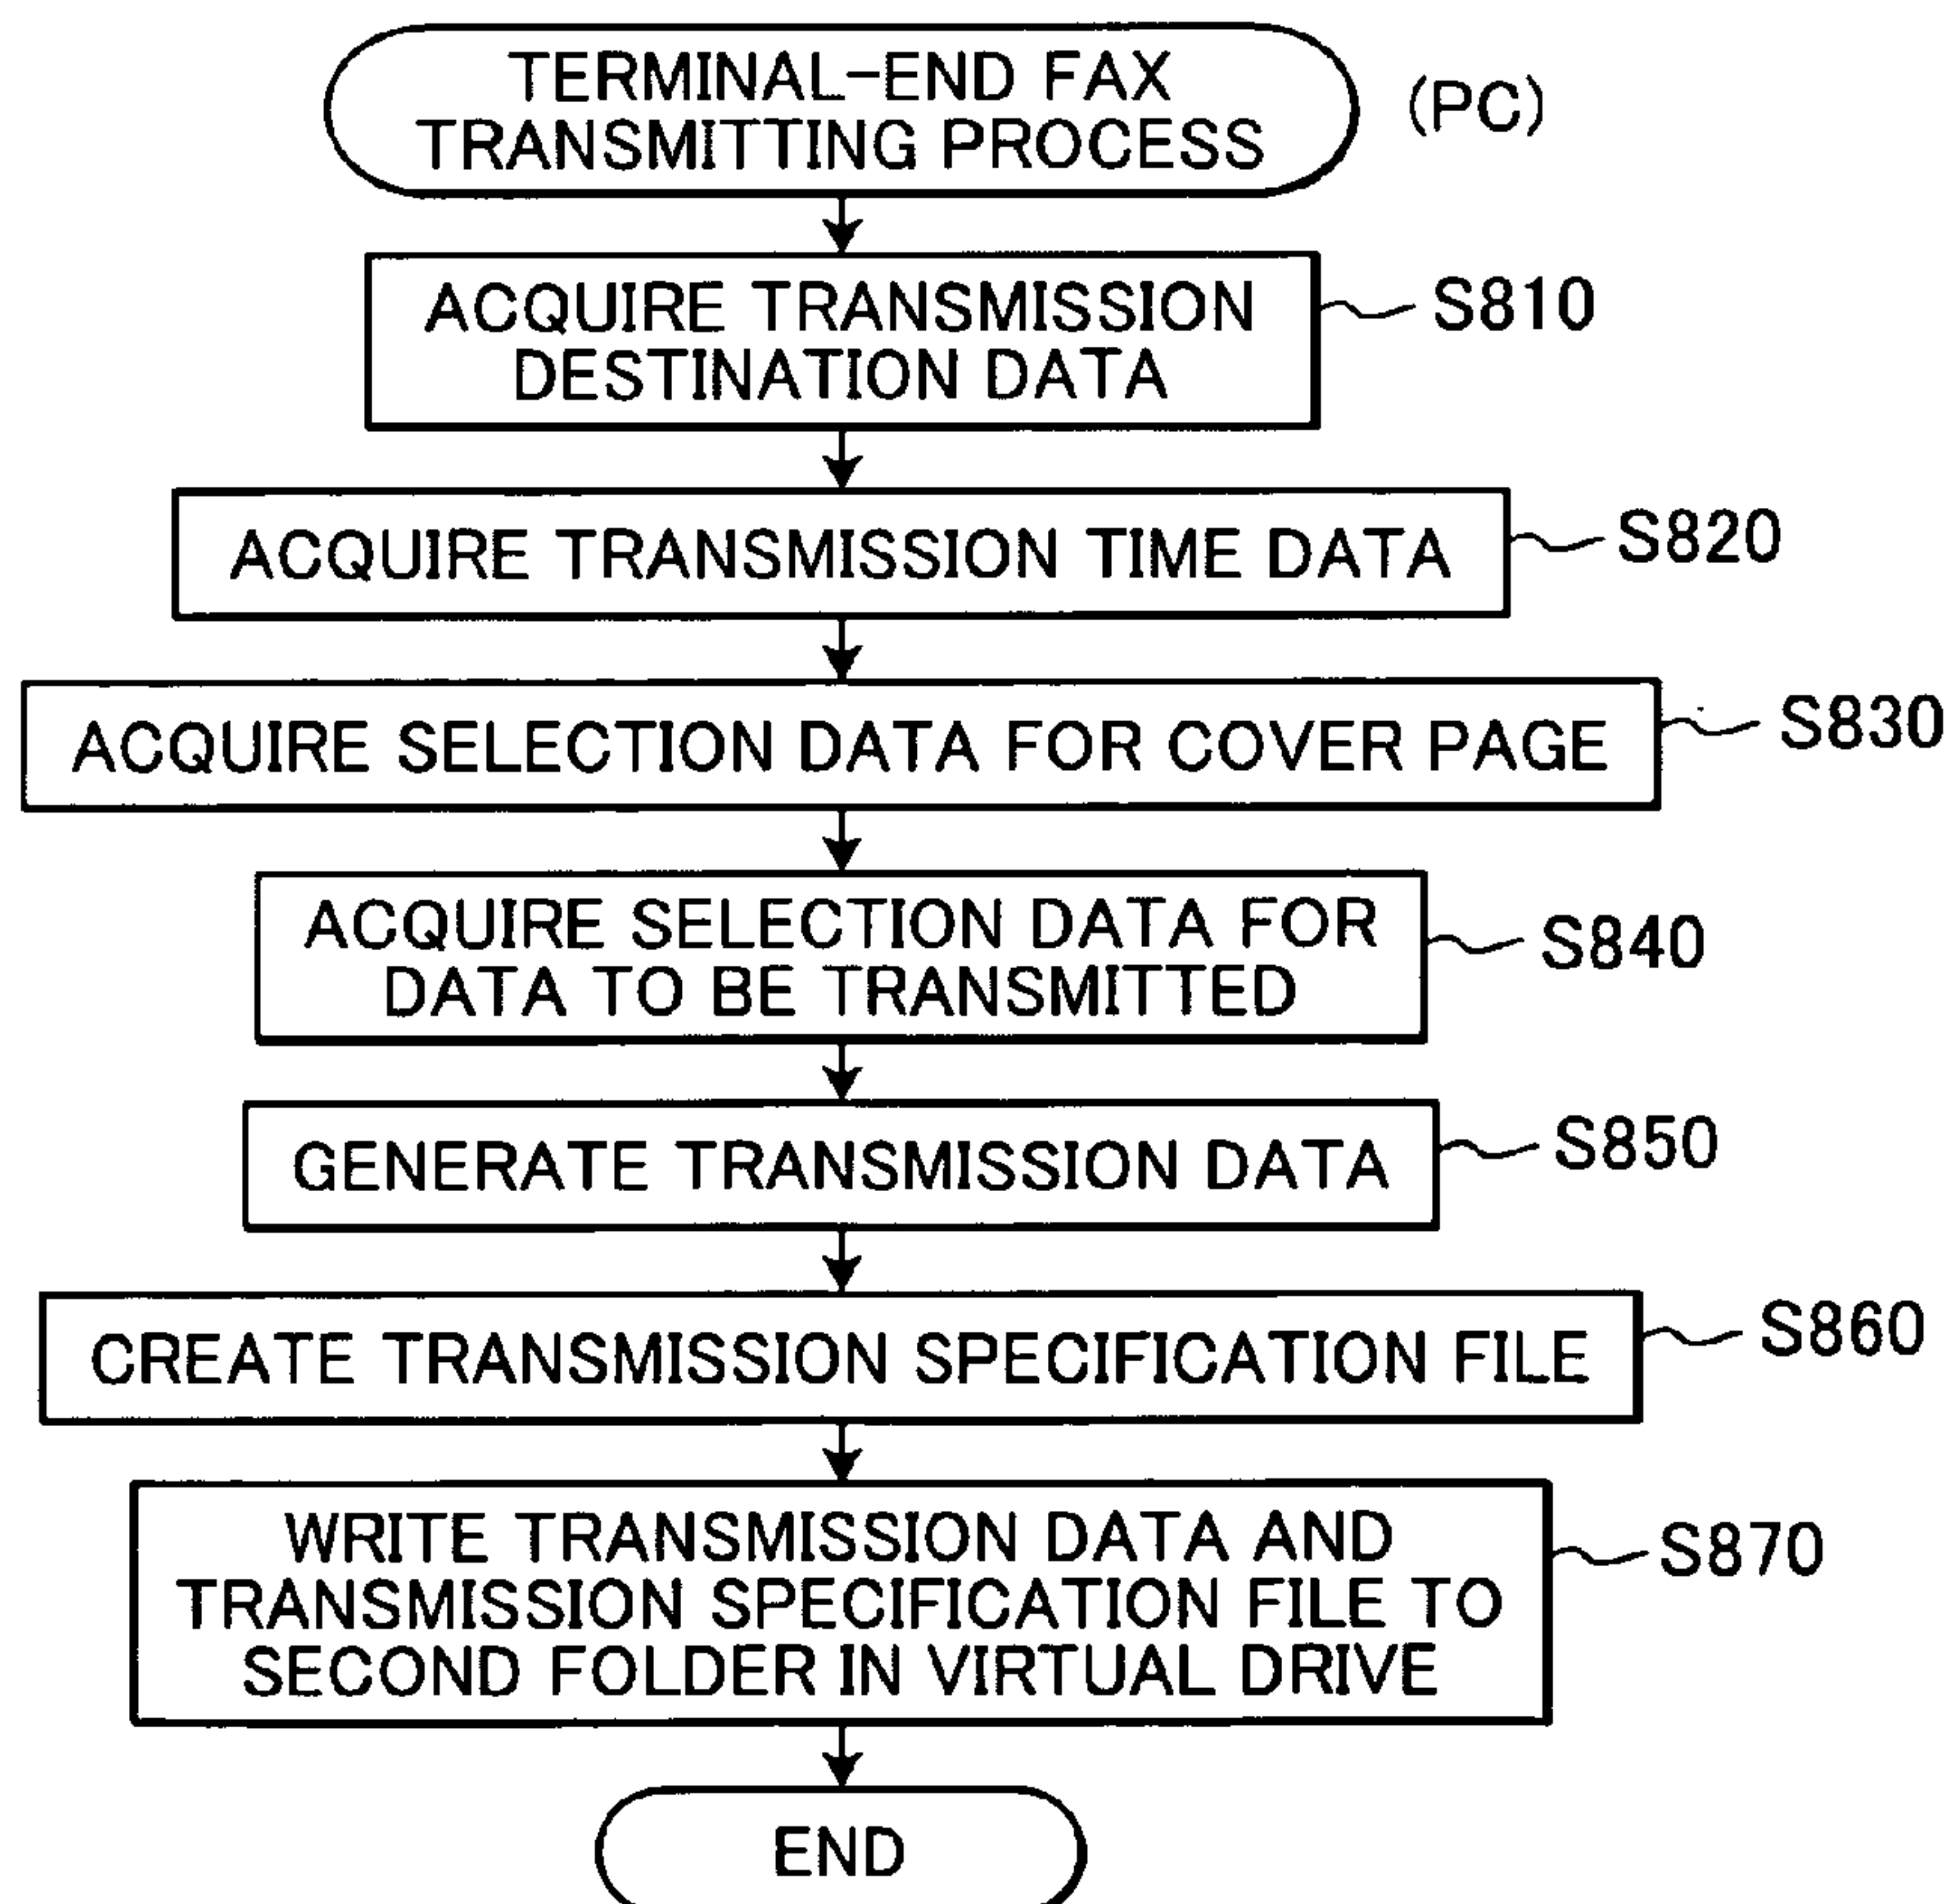 TERMINAL-END FAX
TRANSMITTING PROCESS
(PC)
ACQUIRE TRANSMISSION
DESTINATION DATA
S810
ACQUIRE TRANSMISSION TIME DATA
S820
ACQUIRE SELECTION DATA FOR COVER PAGE
S830
ACQUIRE SELECTION DATA FOR
DATA TO BE TRANSMITTED
S840
GENERATE TRANSMISSION DATA
S850
CREATE TRANSMISSION SPECIFICATION FILE
S860
WRITE TRANSMISSION DATA AND
TRANSMISSION SPECIFICATION FILE TO
SECOND FOLDER IN VIRTUAL DRIVE
S870
END